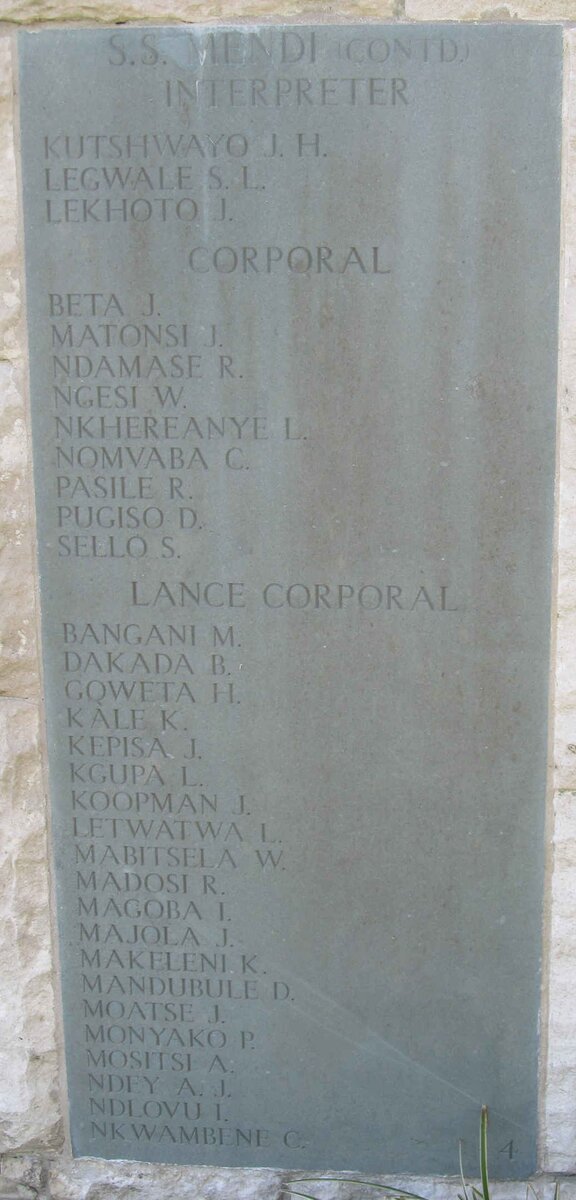 S.S. MENDI (CONTD)
INTERPRETER
KUTSHWAYO J. H.
LEGWALE S. L.
LEKHOTO J.
CORPORAL
BETA J.
MATONSI J.
NDAMASE R.
NGESI W.
NKHEREANYE L.
NOMVABA C.
PASILE R.
PUGISO D.
SELLO S.
LANCE CORPORAL
BANGANI M.
DAKADA B.
GQWETA H.
KALE K.
KEPISA J.
KGUPA L.
KOOPMAN J.
LETWATWA L.
MABITSELA W.
MADOSI R.
MAGOBA I.
MAJOLA J.
MAKELENI K.
MANDUBULE D.
MOATSE J.
MONYAKO P.
MOSITSI A.
NDEY A. J.
NDLOVU I.
NKWAMBENE C.
4